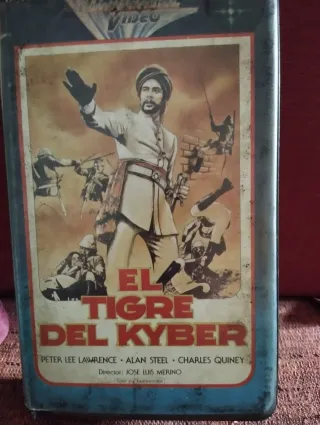 VIDEO
EL
TIGRE
DEL KYBER
PETER LEE LAWRENCE • ALAN STEEL • CHARLES QUINEY
Director: JOSE LUIS MERINO